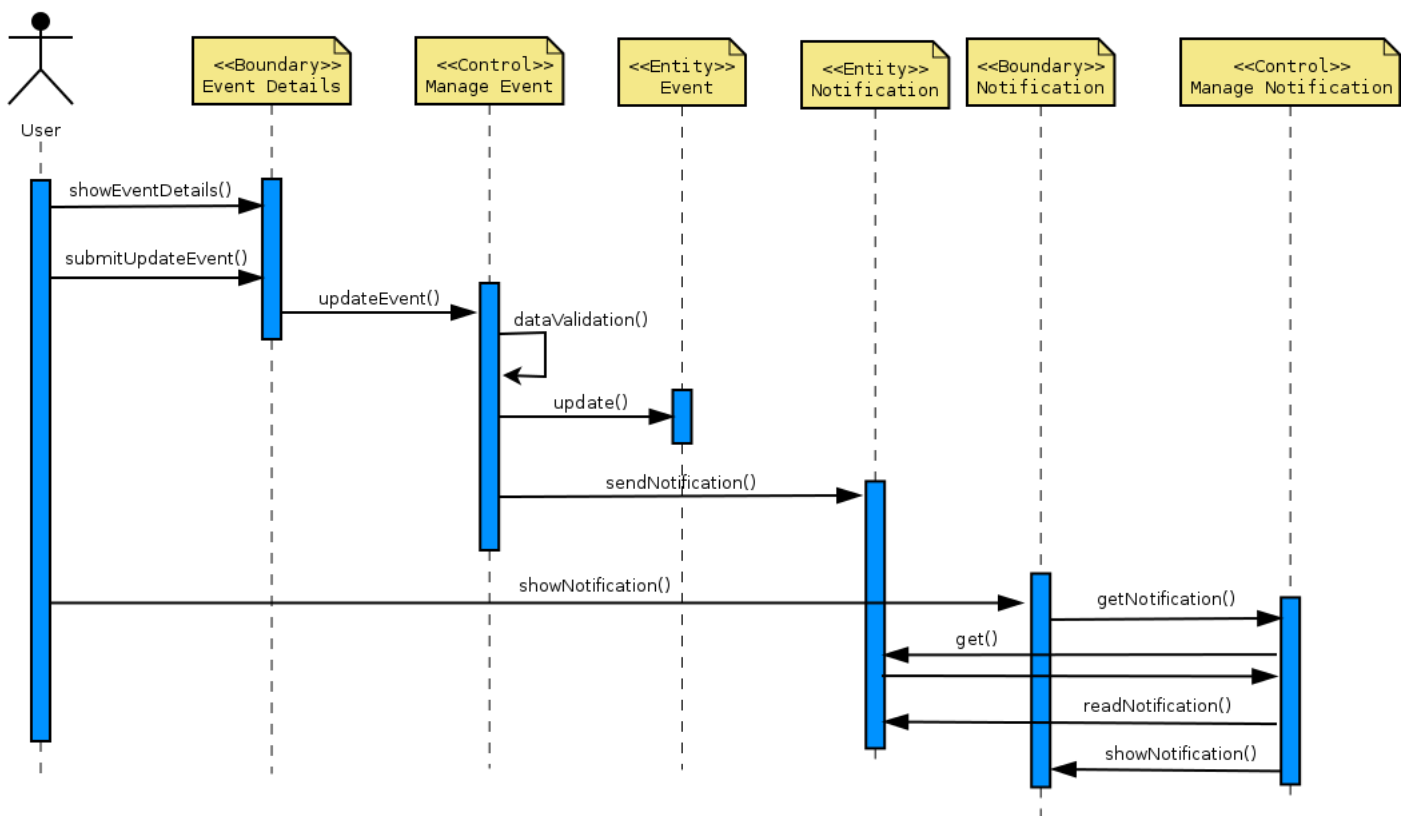 <<Boundary>>
Event Details
<<Control>>
Manage Event
<<Entity>>
Event
<<Entity>>
Notification
<<Boundary>>
Notification
<<Control>>
Manage Notification
User
showEventDetails()
submitUpdateEvent()
updateEvent()
dataValidation()
update()
sendNotification()
showNotification()
getNotification()
get()
readNotification()
showNotification()